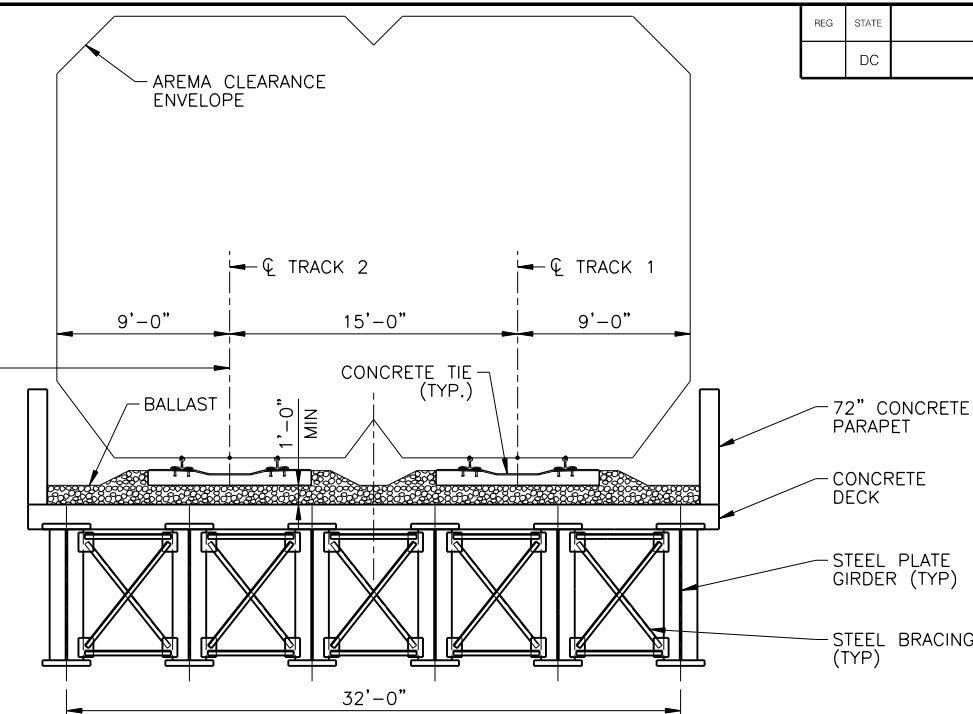 REG STATE
DC
AREMA CLEARANCE
ENVELOPE
℄ TRACK 2
℄ TRACK 1
9'-0"
15'-0"
9'-0"
CONCRETE TIE
(TYP.)
BALLAST
1'-0"
MIN
72" CONCRETE
PARAPET
CONCRETE
DECK
STEEL PLATE
GIRDER (TYP)
STEEL BRACING
(TYP)
32'-0"